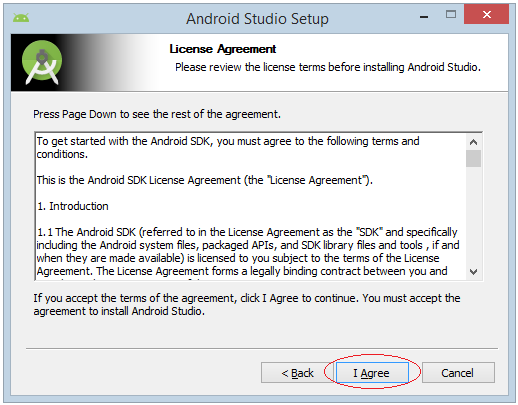 Android Studio Setup
License Agreement
Please review the license terms before installing Android Studio.
Press Page Down to see the rest of the agreement.
To get started with the Android SDK, you must agree to the following terms and
conditions.
This is the Android SDK License Agreement (the "License Agreement").
1. Introduction
1.1 The Android SDK (referred to in the License Agreement as the "SDK" and specifically
including the Android system files, packaged APIs, and SDK library files and tools , if and
when they are made available) is licensed to you subject to the terms of the License
Agreement. The License Agreement forms a legally binding contract between you and
If you accept the terms of the agreement, click I Agree to continue. You must accept the
agreement to install Android Studio.
< Back
I Agree
Cancel